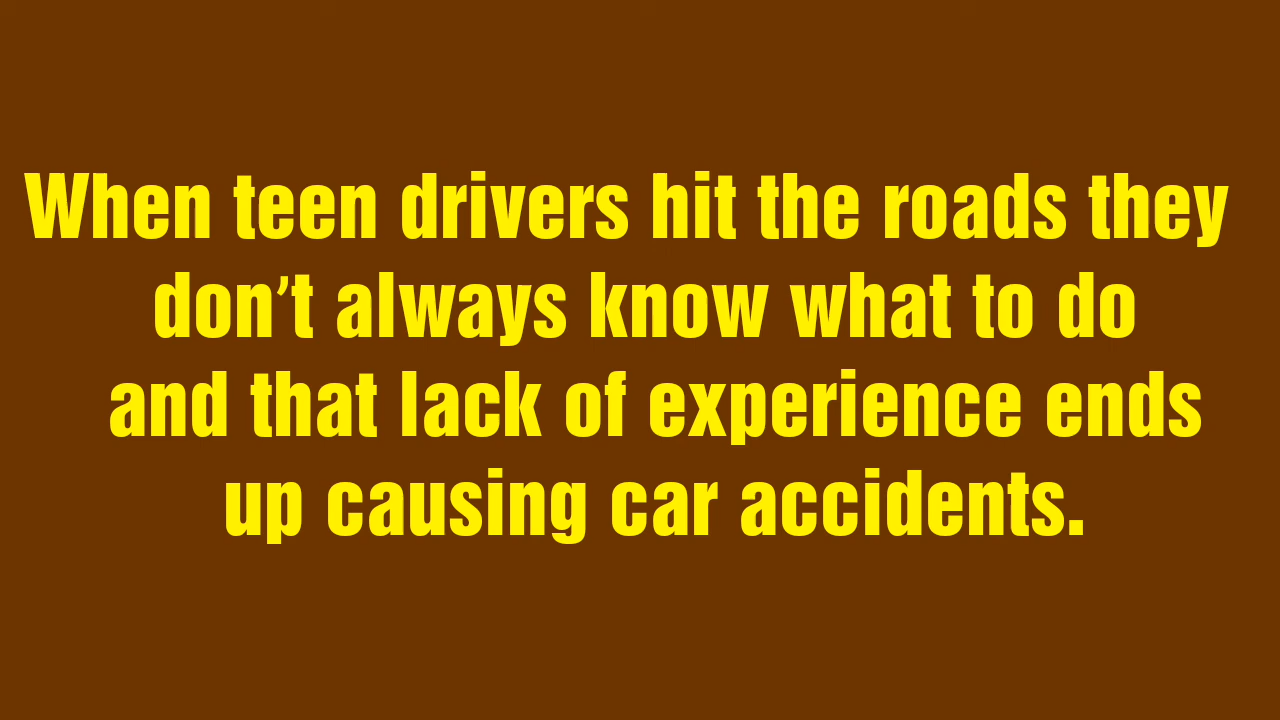 When teen drivers hit the roads they
don’t always know what to do
and that lack of experience ends
up causing car accidents.